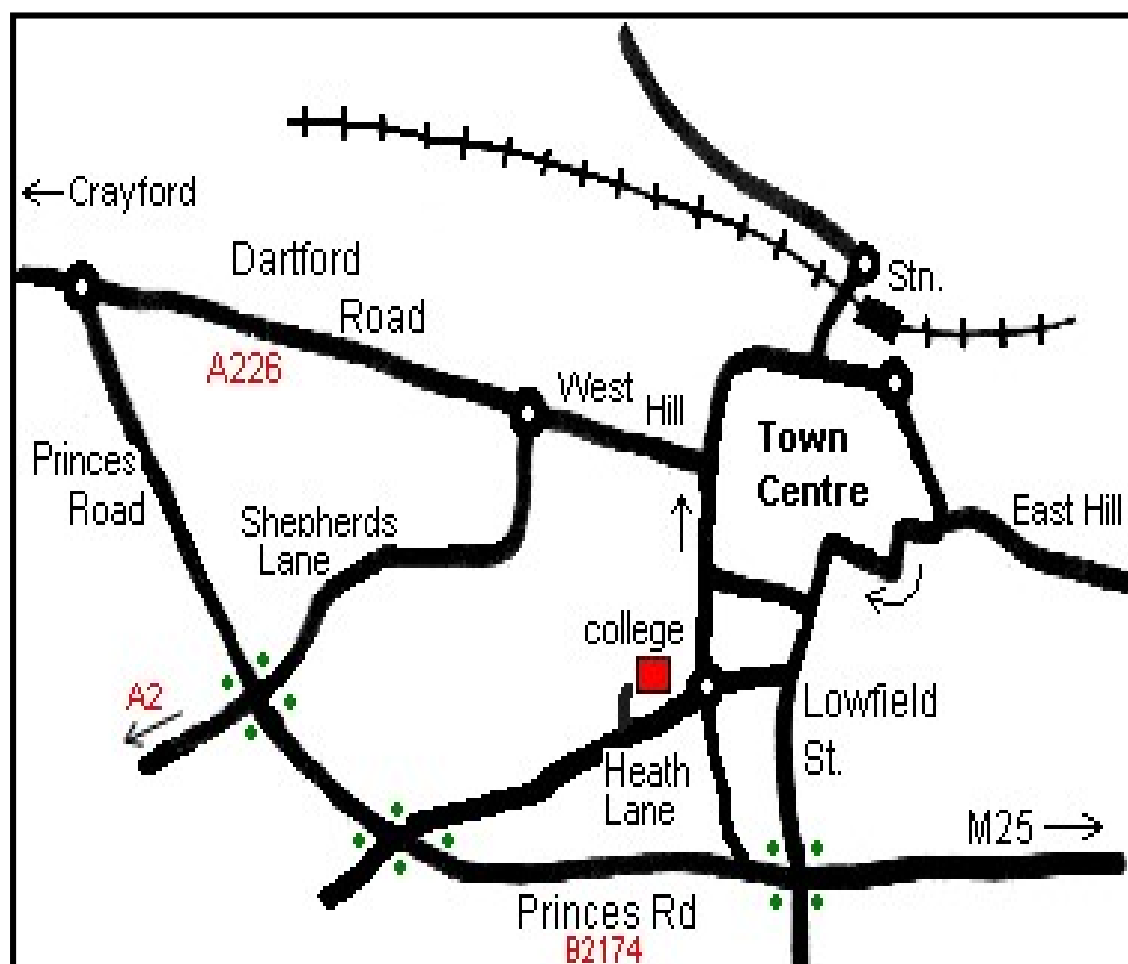 Crayford
Stn.
Dartford
Road
A226
West
Hill
Town
Centre
Princes
Road
East Hill
Shepherds
Lane
college
A2
Lowfield
St.
Heath
Lane
M25
Princes Rd
B2174